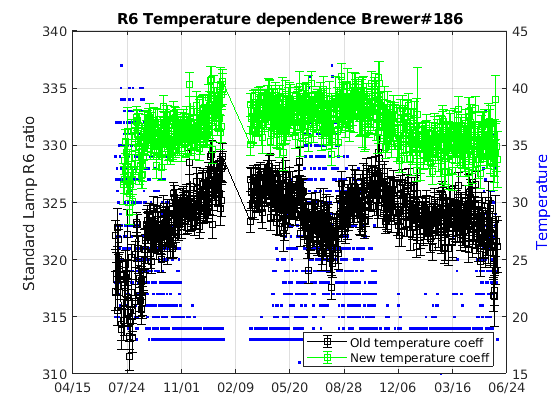 R6 Temperature dependence Brewer#186
340
335
330
325
320
315
310
Standard Lamp R6 ratio
45
40
35
30
25
20
15
Temperature
04/15 07/24 11/01 02/09 05/20 08/28 12/06 03/16 06/24
Old temperature coeff
New temperature coeff